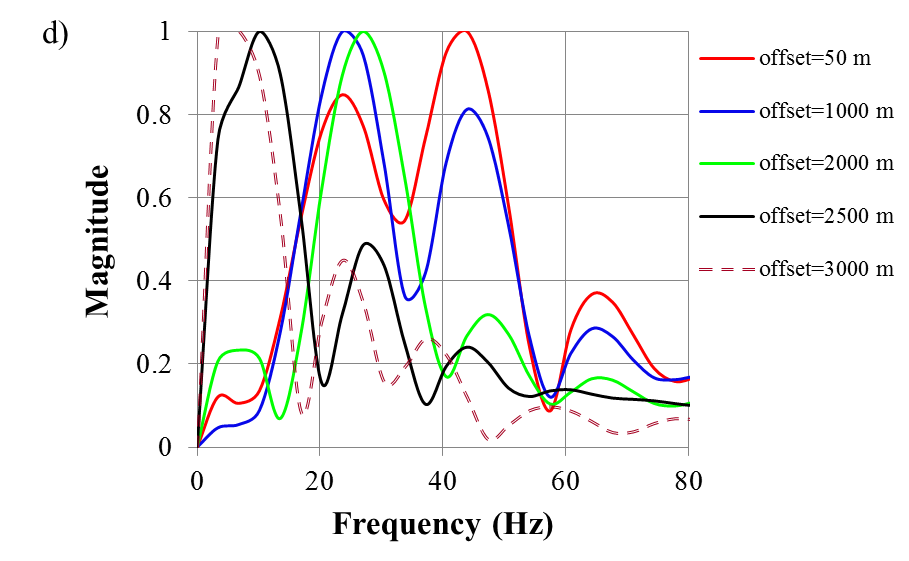 d)
1
0.8
0.6
0.4
0.2
0
Magnitude
0 20 40 60 80
Frequency (Hz)
offset=50 m
offset=1000 m
offset=2000 m
offset=2500 m
offset=3000 m